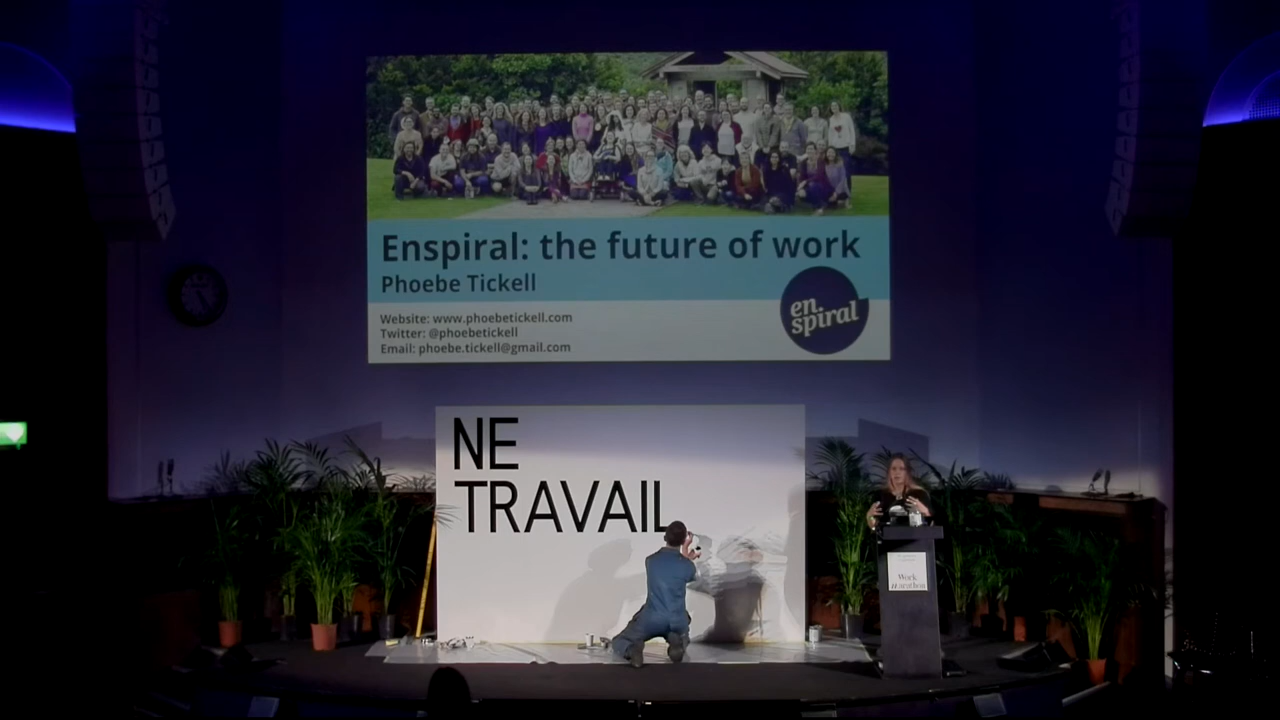 Enspiral: the future of work
Phoebe Tickell
Website: www.phoebetickell.com
Twitter: @phoebetickell
Email: phoebe.tickell@gmail.com
en
spiral
NE
TRAVAIL
Work
Marathon